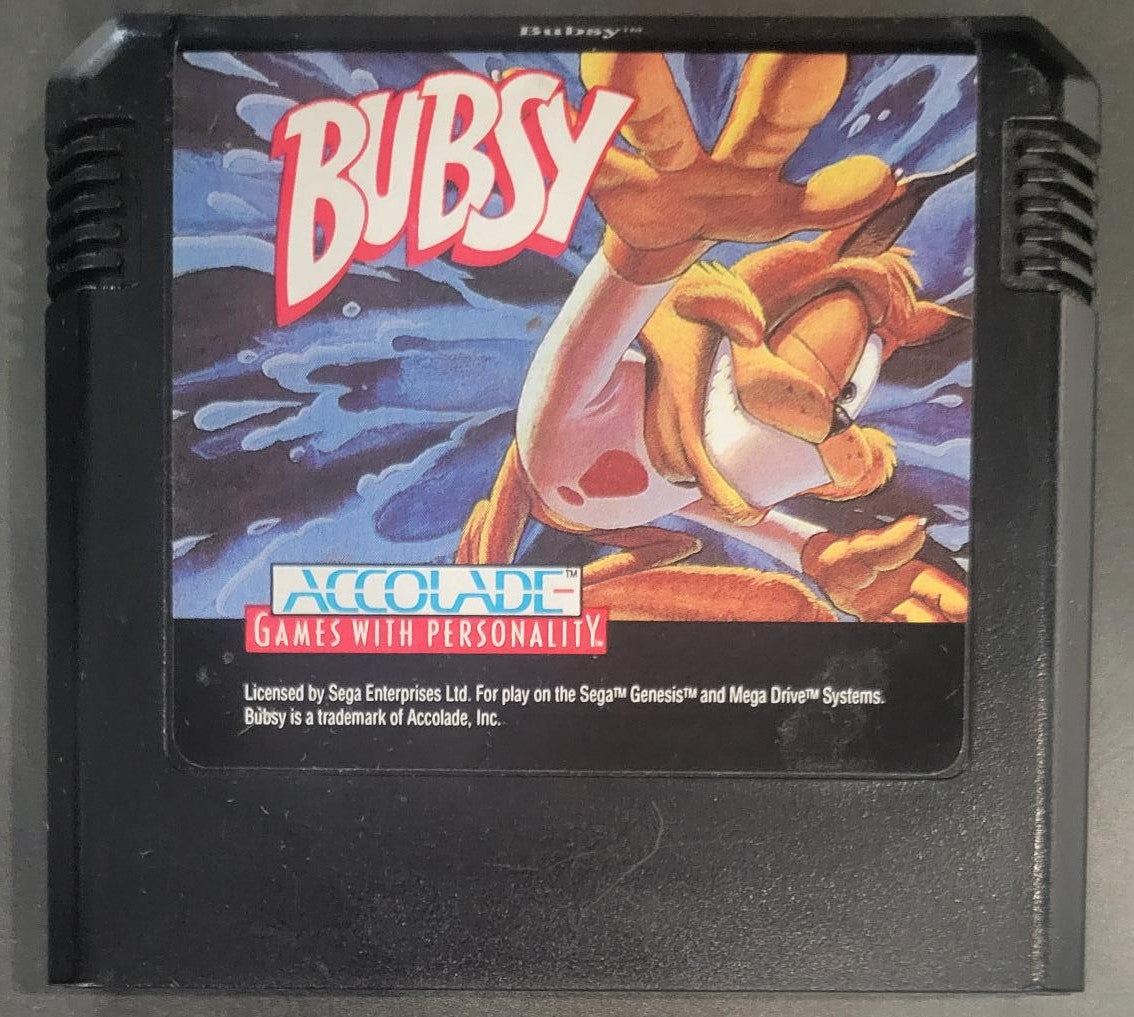 Bubsy™
BUBSY
ACCOLADE™
GAMES WITH PERSONALITY™
Licensed by Sega Enterprises Ltd. For play on the Sega™ Genesis™ and Mega Drive™ Systems.
Bubsy is a trademark of Accolade, Inc.